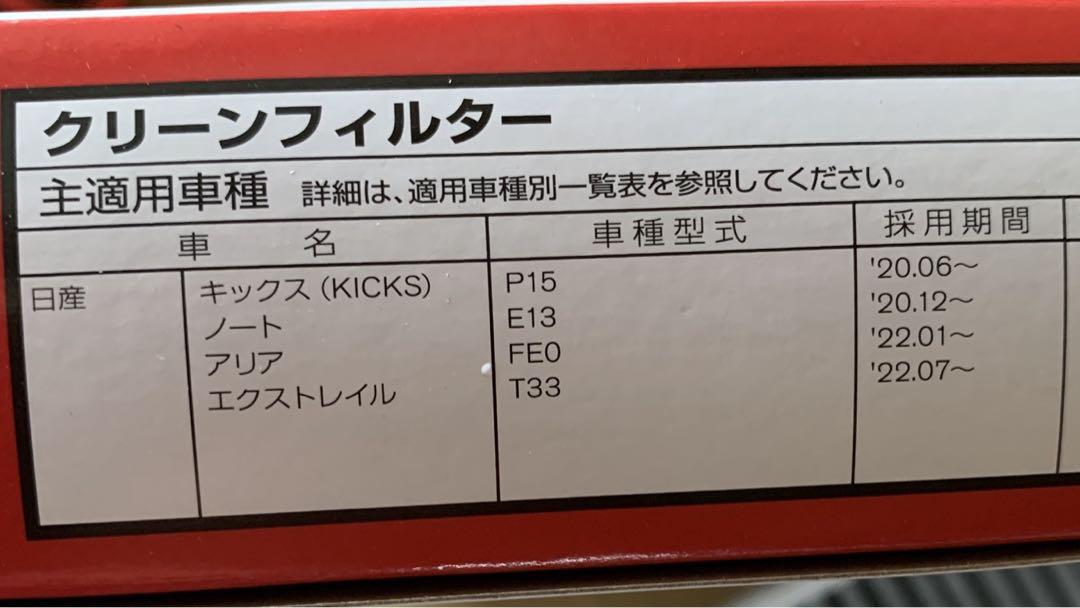 クリーンフィルター
主適用車種 詳細は、適用車種別一覧表を参照してください。
車名 車種型式 採用期間
日産 キックス(KICKS) P15 '20.06〜
ノート E13 '20.12〜
アリア FE0 '22.01〜
エクストレイル T33 '22.07〜